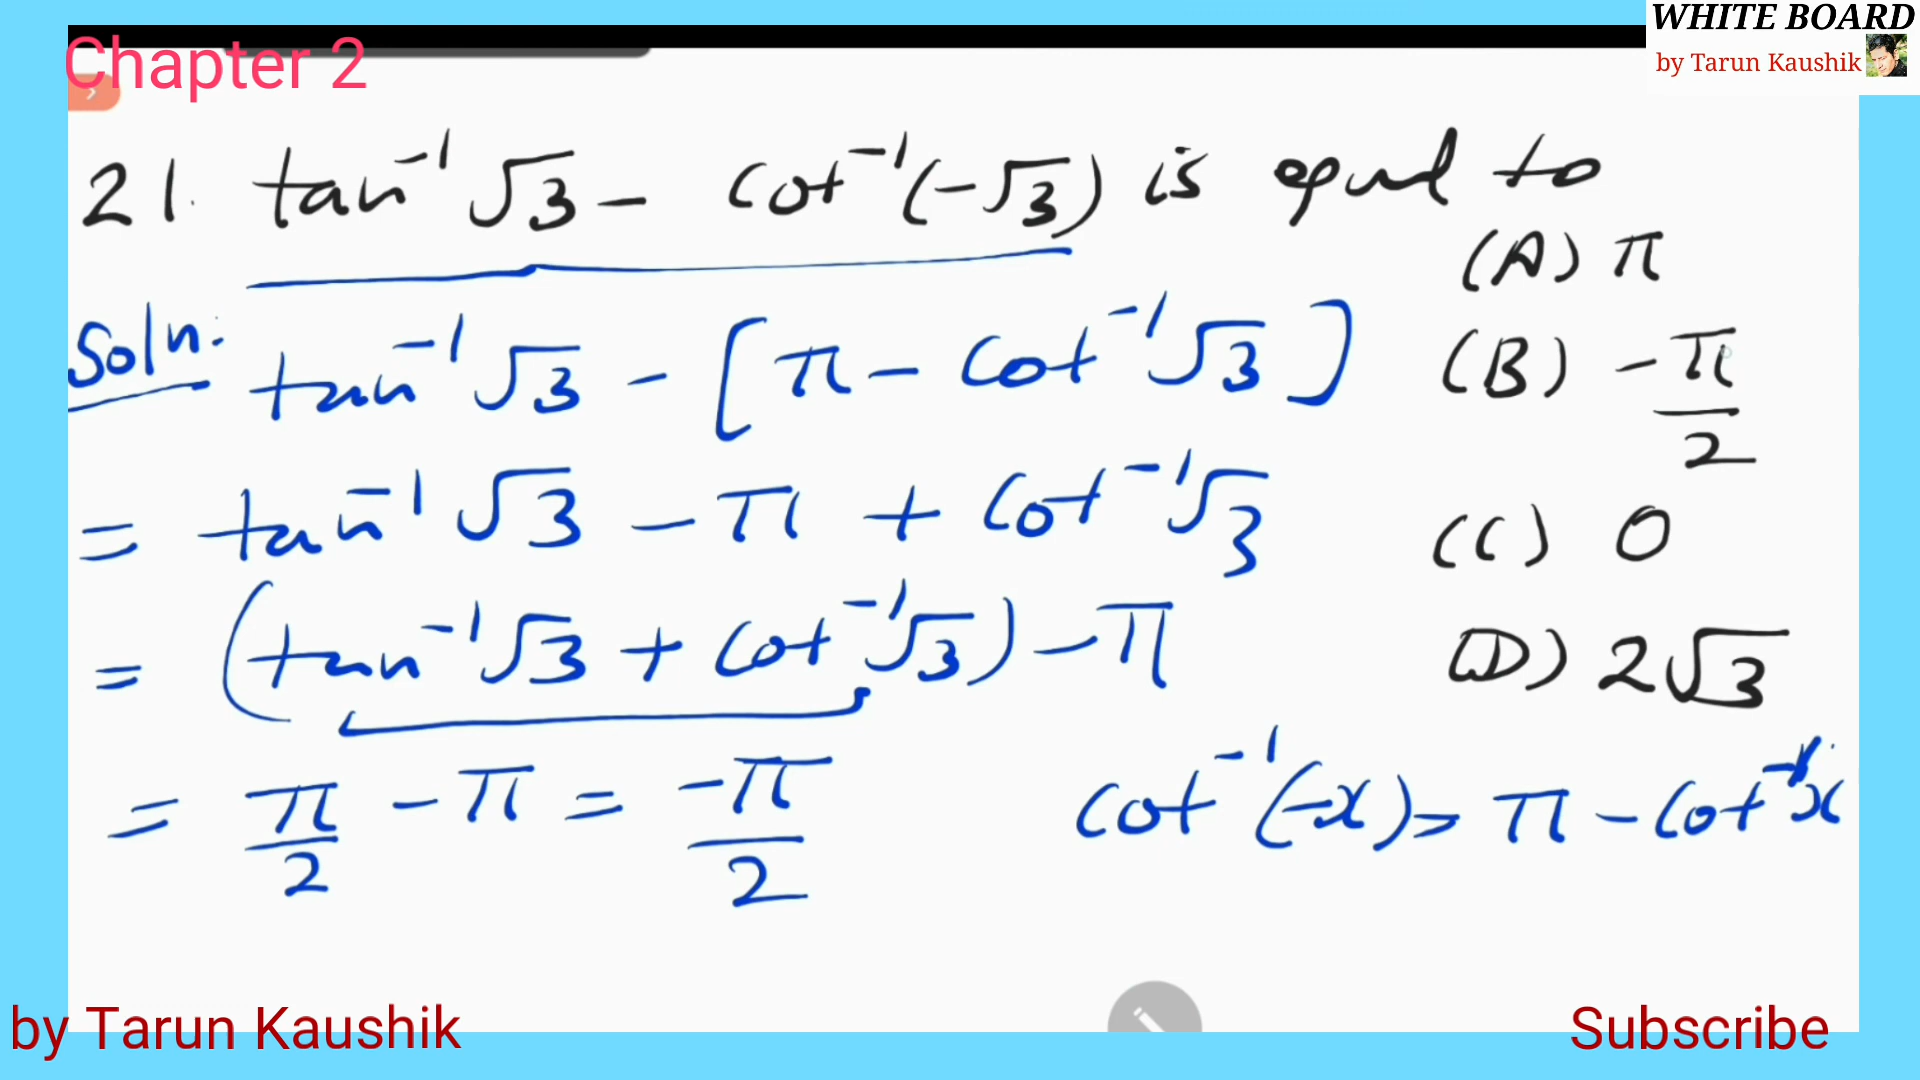 WHITE BOARD
by Tarun Kaushik
Chapter 2
21. tan⁻¹√3 - cot⁻¹(-√3) is equal to
(A) π
(B) -π/2
(C) 0
(D) 2√3
Soln. tan⁻¹√3 - [π - cot⁻¹√3]
= tan⁻¹√3 - π + cot⁻¹√3
= (tan⁻¹√3 + cot⁻¹√3) - π
= π/2 - π = -π/2
cot⁻¹(-x) = π - cot⁻¹x
by Tarun Kaushik
Subscribe